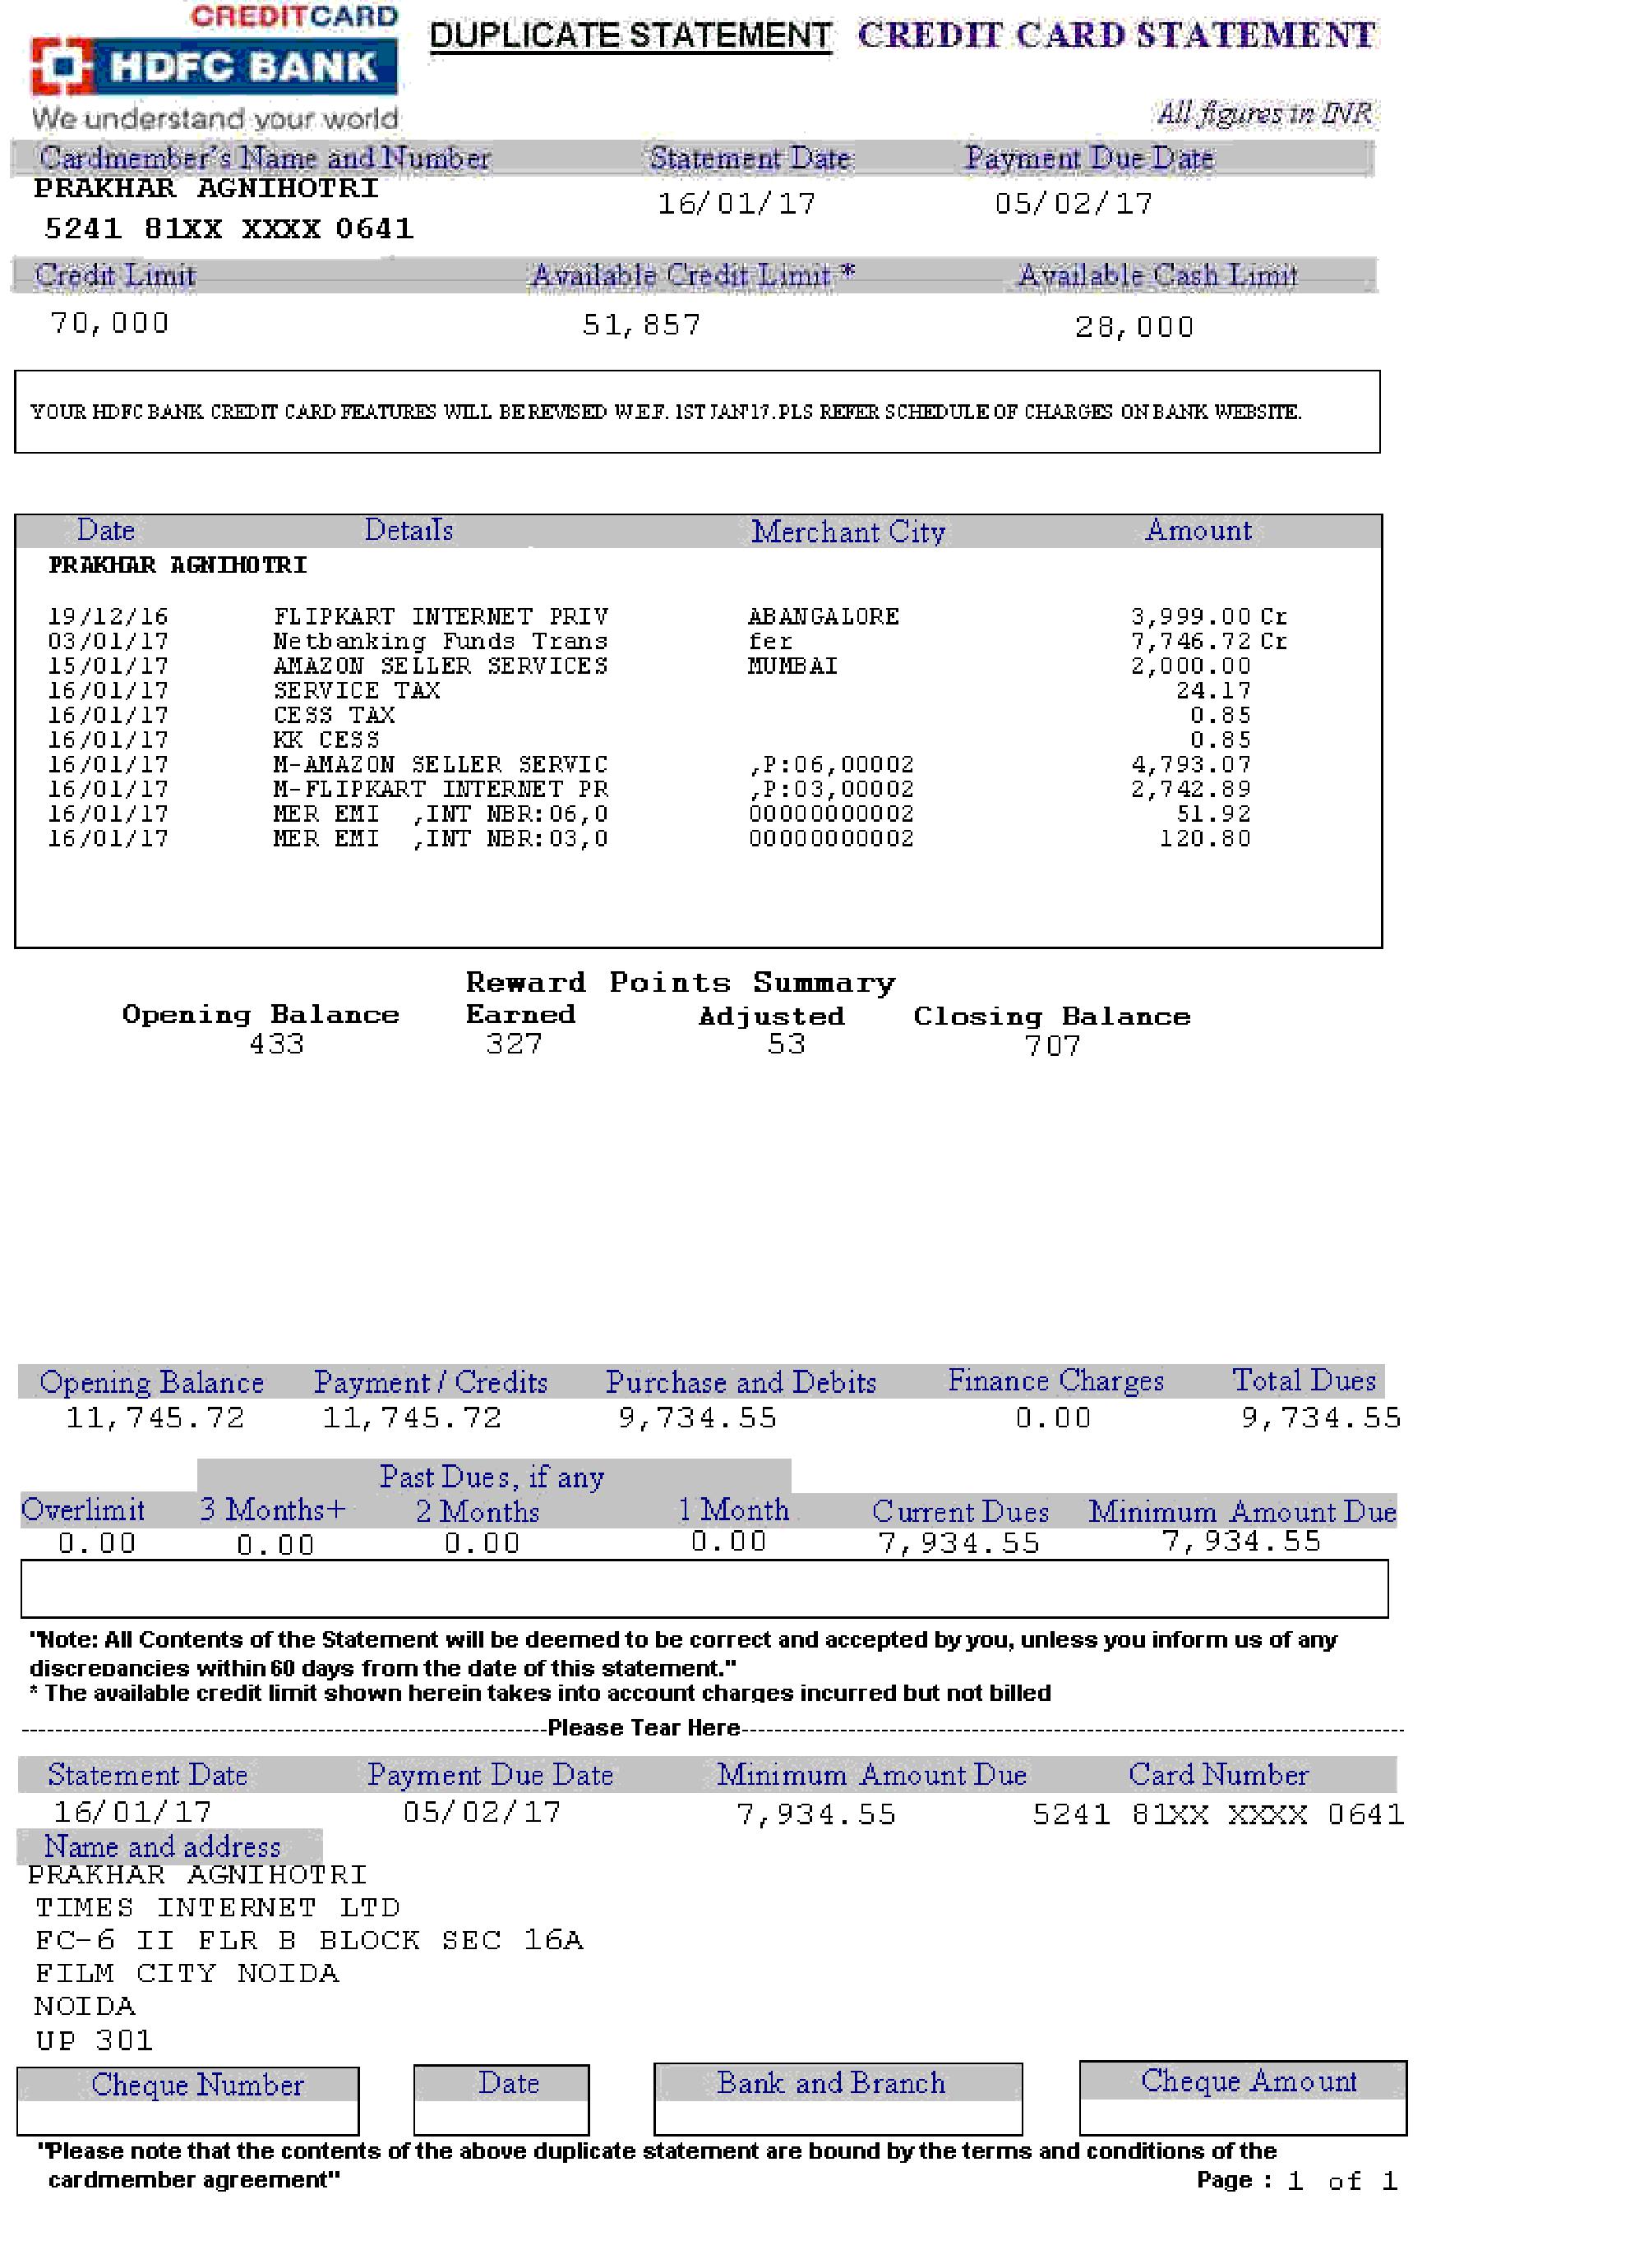 CREDITCARD
HDFC BANK
We understand your world
DUPLICATE STATEMENT CREDIT CARD STATEMENT
All figures in INR
Cardmember's Name and Number Statement Date Payment Due Date
PRAKHAR AGNIHOTRI
16/01/17 05/02/17
5241 81XX XXXX 0641
Credit Limit Available Credit Limit * Available Cash Limit
70,000 51,857 28,000
YOUR HDFC BANK CREDIT CARD FEATURES WILL BE REVISED W.E.F. 1ST JAN'17. PLS REFER SCHEDULE OF CHARGES ON BANK WEBSITE.
Date Details Merchant City Amount
PRAKHAR AGNIHOTRI
19/12/16 FLIPKART INTERNET PRIV ABANGALORE 3,999.00 Cr
03/01/17 Netbanking Funds Trans fer 7,746.72 Cr
15/01/17 AMAZON SELLER SERVICES MUMBAI 2,000.00
16/01/17 SERVICE TAX 24.17
16/01/17 CESS TAX 0.85
16/01/17 KK CESS 0.85
16/01/17 M-AMAZON SELLER SERVIC ,P:06,00002 4,793.07
16/01/17 M-FLIPKART INTERNET PR ,P:03,00002 2,742.89
16/01/17 MER EMI ,INT NBR:06,0 00000000002 51.92
16/01/17 MER EMI ,INT NBR:03,0 00000000002 120.80
Reward Points Summary
Opening Balance Earned Adjusted Closing Balance
433 327 53 707
Opening Balance Payment / Credits Purchase and Debits Finance Charges Total Dues
11,745.72 11,745.72 9,734.55 0.00 9,734.55
Past Dues, if any
Overlimit 3 Months+ 2 Months 1 Month Current Dues Minimum Amount Due
0.00 0.00 0.00 0.00 7,934.55 7,934.55
"Note: All Contents of the Statement will be deemed to be correct and accepted by you, unless you inform us of any
discrepancies within 60 days from the date of this statement."
* The available credit limit shown herein takes into account charges incurred but not billed
----------Please Tear Here----------
Statement Date Payment Due Date Minimum Amount Due Card Number
16/01/17 05/02/17 7,934.55 5241 81XX XXXX 0641
Name and address
PRAKHAR AGNIHOTRI
TIMES INTERNET LTD
FC-6 II FLR B BLOCK SEC 16A
FILM CITY NOIDA
NOIDA
UP 301
Cheque Number Date Bank and Branch Cheque Amount
"Please note that the contents of the above duplicate statement are bound by the terms and conditions of the
cardmember agreement"
Page : 1 of 1